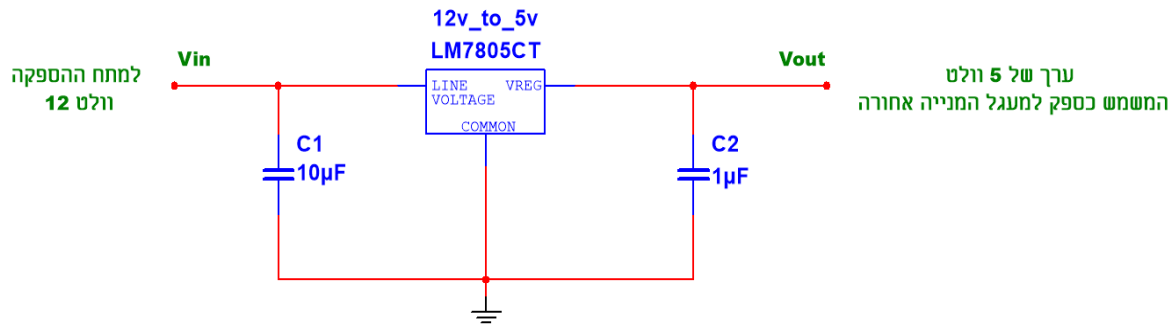 12v_to_5v
LM7805CT
Vin
Vout
למתח ההספקה
12 וולט
LINE VREG
VOLTAGE
COMMON
ערך של 5 וולט
המשמש כספק למעגל המנייה אחורה
C1
10µF
C2
1µF